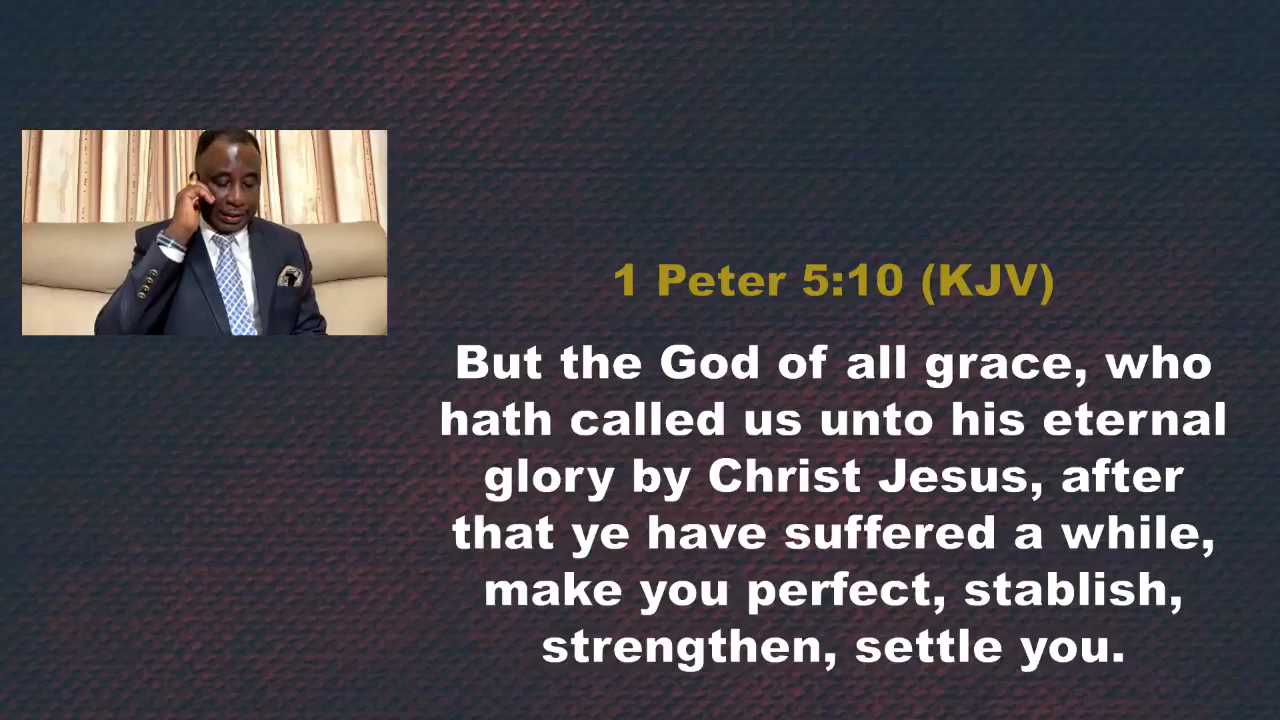 1 Peter 5:10 (KJV)
But the God of all grace, who
hath called us unto his eternal
glory by Christ Jesus, after
that ye have suffered a while,
make you perfect, stablish,
strengthen, settle you.